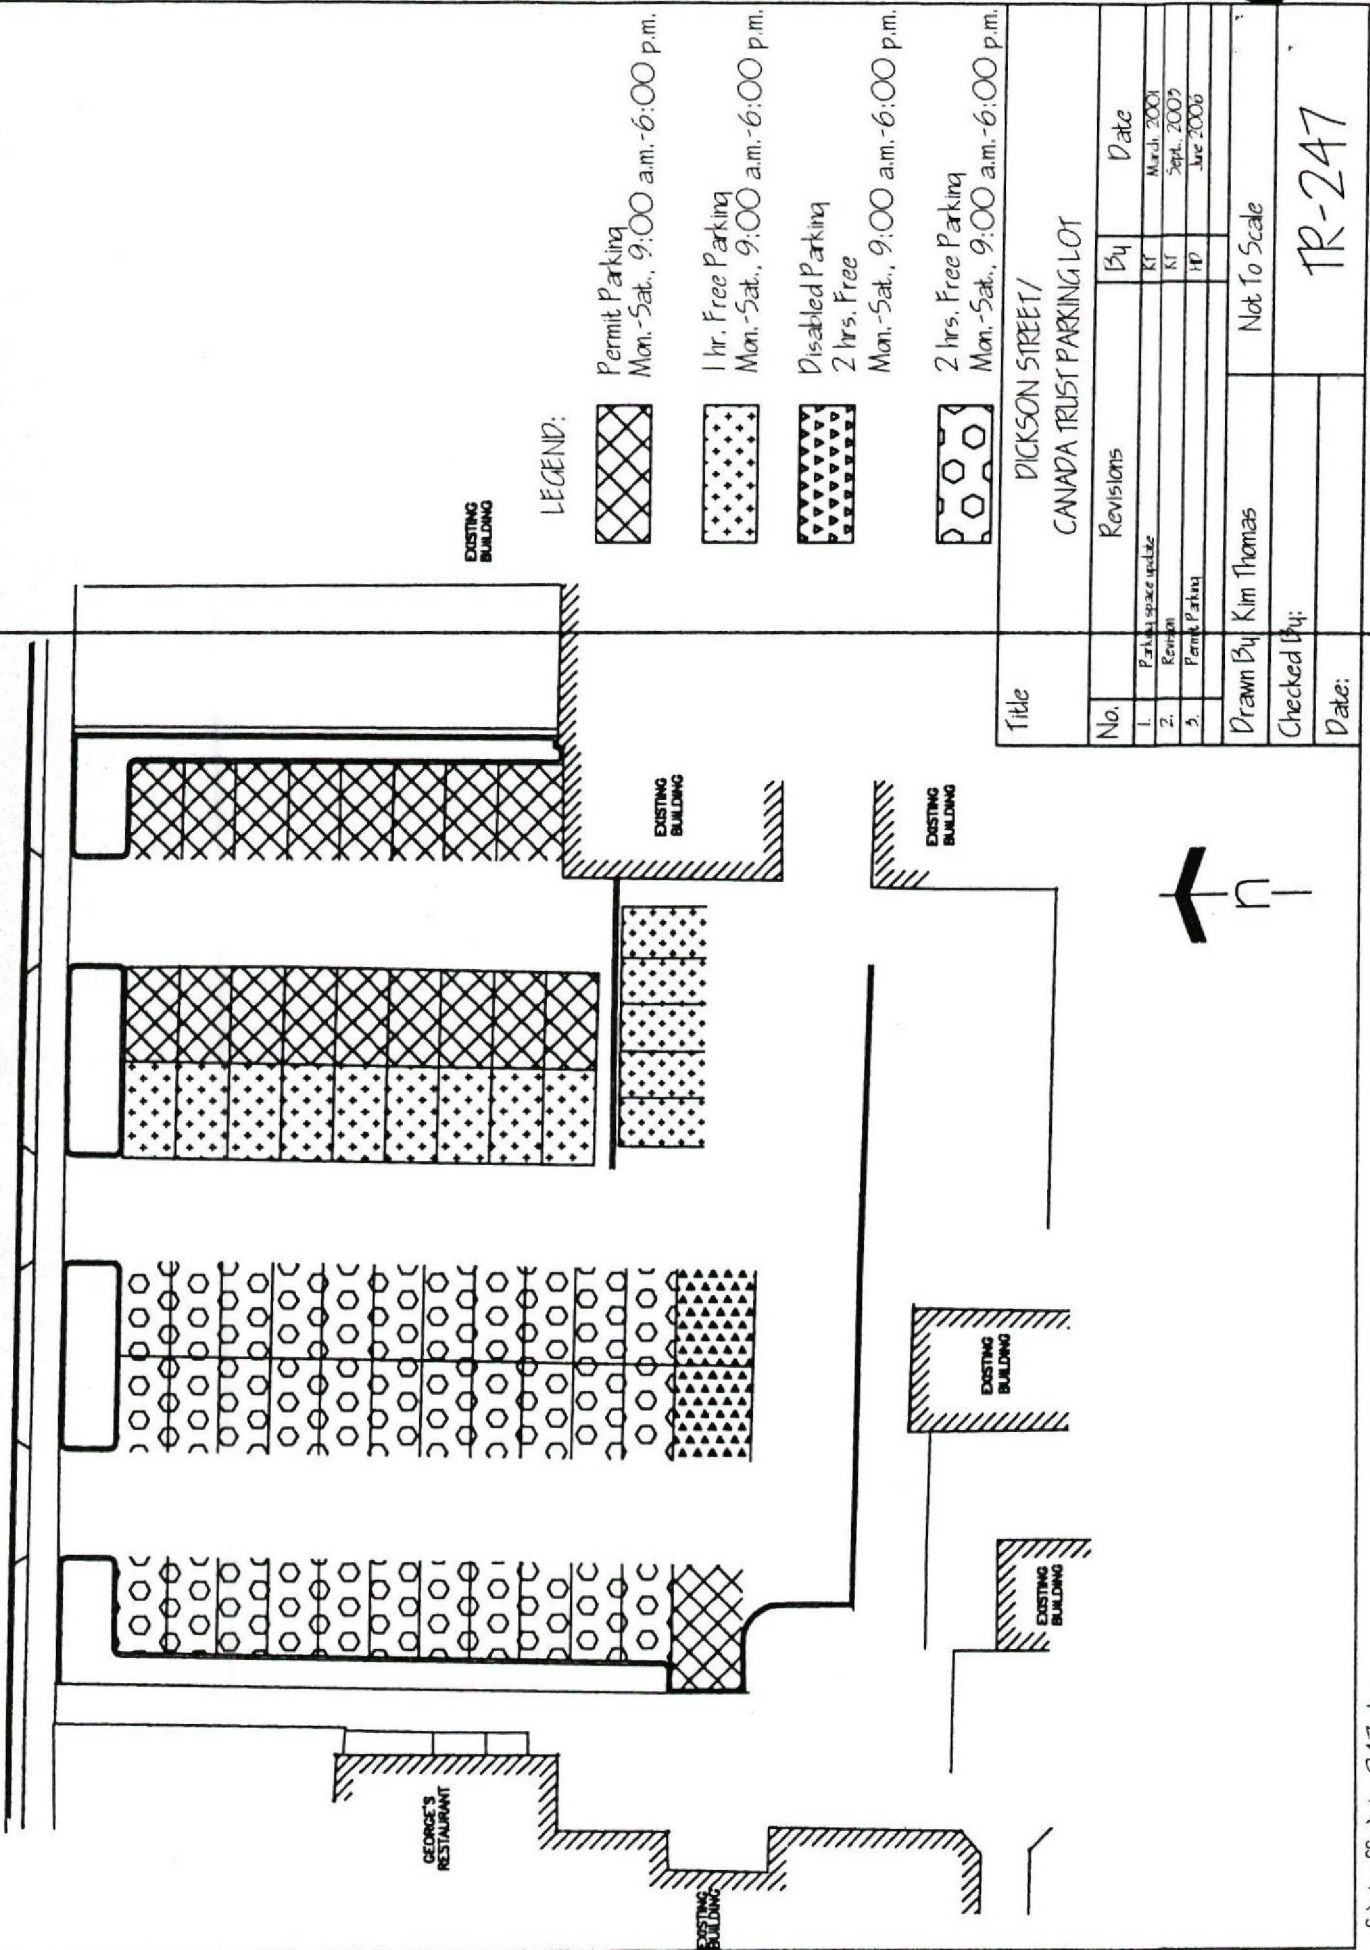 GEORGE'S
RESTAURANT
EXISTING
BUILDING
EXISTING
BUILDING
EXISTING
BUILDING
EXISTING
BUILDING
EXISTING
BUILDING
EXISTING
BUILDING
n
LEGEND:
Permit Parking
Mon.-Sat., 9:00 a.m.-6:00 p.m.
1 hr. Free Parking
Mon.-Sat., 9:00 a.m.-6:00 p.m.
Disabled Parking
2 hrs. Free
Mon.-Sat., 9:00 a.m.-6:00 p.m.
2 hrs. Free Parking
Mon.-Sat., 9:00 a.m.-6:00 p.m.
Title
DICKSON STREET/
CANADA TRUST PARKING LOT
No. Revisions By Date
1. Parking space update KT March, 2001
2. Revision KT Sept., 2003
3. Permit Parking HD June 2006
Drawn By: Kim Thomas Not To Scale
Checked By:
Date:
TR-247